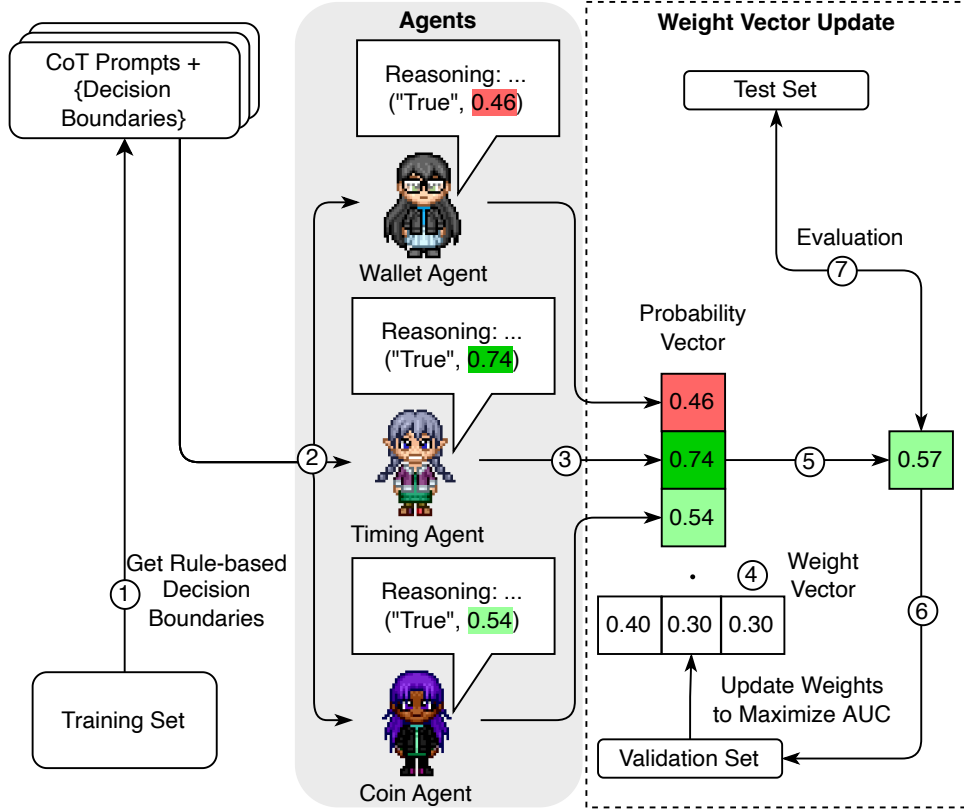 CoT Prompts +
{Decision
Boundaries}
1
Get Rule-based
Decision
Boundaries
Training Set
Agents
2
Reasoning: ...
("True", 0.46)
Wallet Agent
Reasoning: ...
("True", 0.74)
Timing Agent
Reasoning: ...
("True", 0.54)
Coin Agent
3
Weight Vector Update
Test Set
Evaluation
7
Probability
Vector
0.46
0.74
0.54
5
0.57
.
4
Weight
Vector
0.40 0.30 0.30
6
Update Weights
to Maximize AUC
Validation Set